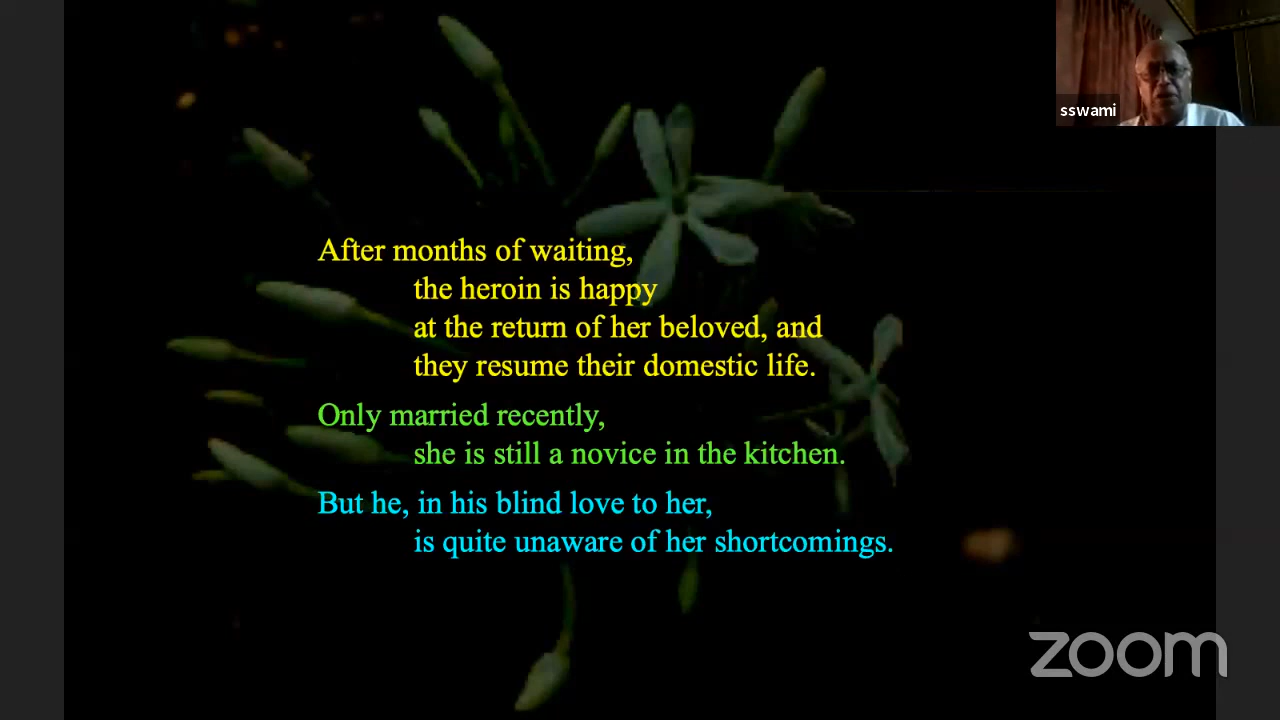 sswami
After months of waiting,
the heroin is happy
at the return of her beloved, and
they resume their domestic life.
Only married recently,
she is still a novice in the kitchen.
But he, in his blind love to her,
is quite unaware of her shortcomings.
zoom